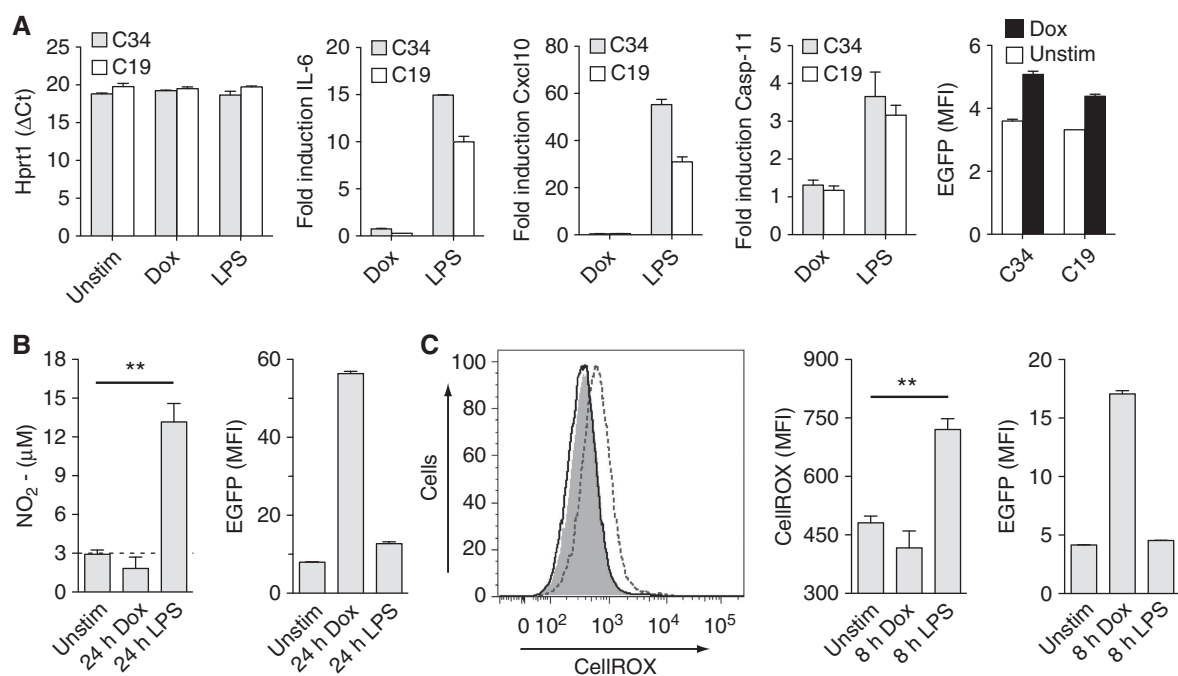 A
Hprt1 (ΔCt)
25
20
15
10
5
0
C34
C19
Unstim
Dox
LPS
Fold induction IL-6
20
15
10
5
0
C34
C19
Dox
LPS
Fold induction Cxcl10
80
60
40
20
0
C34
C19
Dox
LPS
Fold induction Casp-11
5
4
3
2
1
0
C34
C19
Dox
LPS
Dox
Unstim
EGFP (MFI)
6
4
2
0
C34
C19
B
NO2 - (µM)
18
15
12
9
6
3
0
**
Unstim
24 h Dox
24 h LPS
EGFP (MFI)
60
40
20
0
Unstim
24 h Dox
24 h LPS
C
Cells
100
80
60
40
20
0
0 10² 10³ 10⁴ 10⁵
CellROX
CellROX (MFI)
900
750
600
450
300
**
Unstim
8 h Dox
8 h LPS
EGFP (MFI)
20
15
10
5
0
Unstim
8 h Dox
8 h LPS